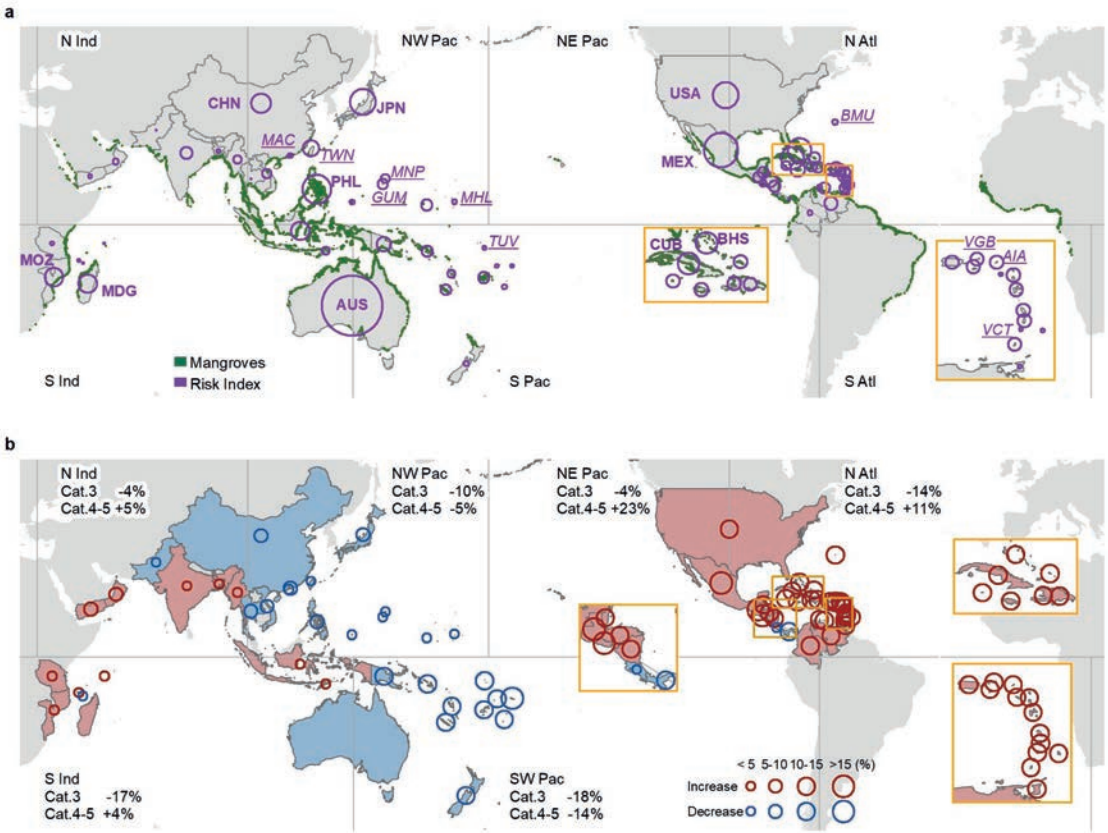 a
N Ind
NW Pac
NE Pac
N Atl
CHN
JPN
USA
BMU
MAC
TWN
MEX
MNP
PHL
GUM
MHL
TUV
CUB
BHS
VGB
AIA
MOZ
MDG
AUS
VCT
Mangroves
Risk Index
S Ind
S Pac
S Atl
b
N Ind
Cat.3 -4%
Cat.4-5 +5%
NW Pac
Cat.3 -10%
Cat.4-5 -5%
NE Pac
Cat.3 -4%
Cat.4-5 +23%
N Atl
Cat.3 -14%
Cat.4-5 +11%
S Ind
Cat.3 -17%
Cat.4-5 +4%
SW Pac
Cat.3 -18%
Cat.4-5 -14%
< 5 5-10 10-15 >15 (%)
Increase
Decrease